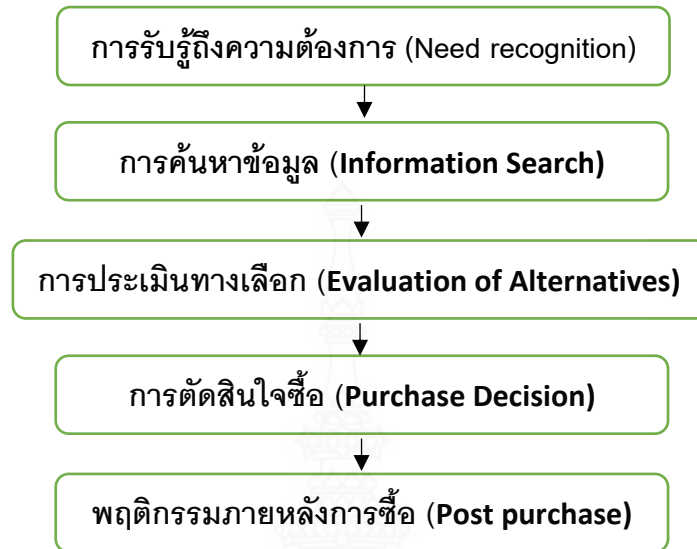 การรับรู้ถึงความต้องการ (Need recognition)
การค้นหาข้อมูล (Information Search)
การประเมินทางเลือก (Evaluation of Alternatives)
การตัดสินใจซื้อ (Purchase Decision)
พฤติกรรมภายหลังการซื้อ (Post purchase)